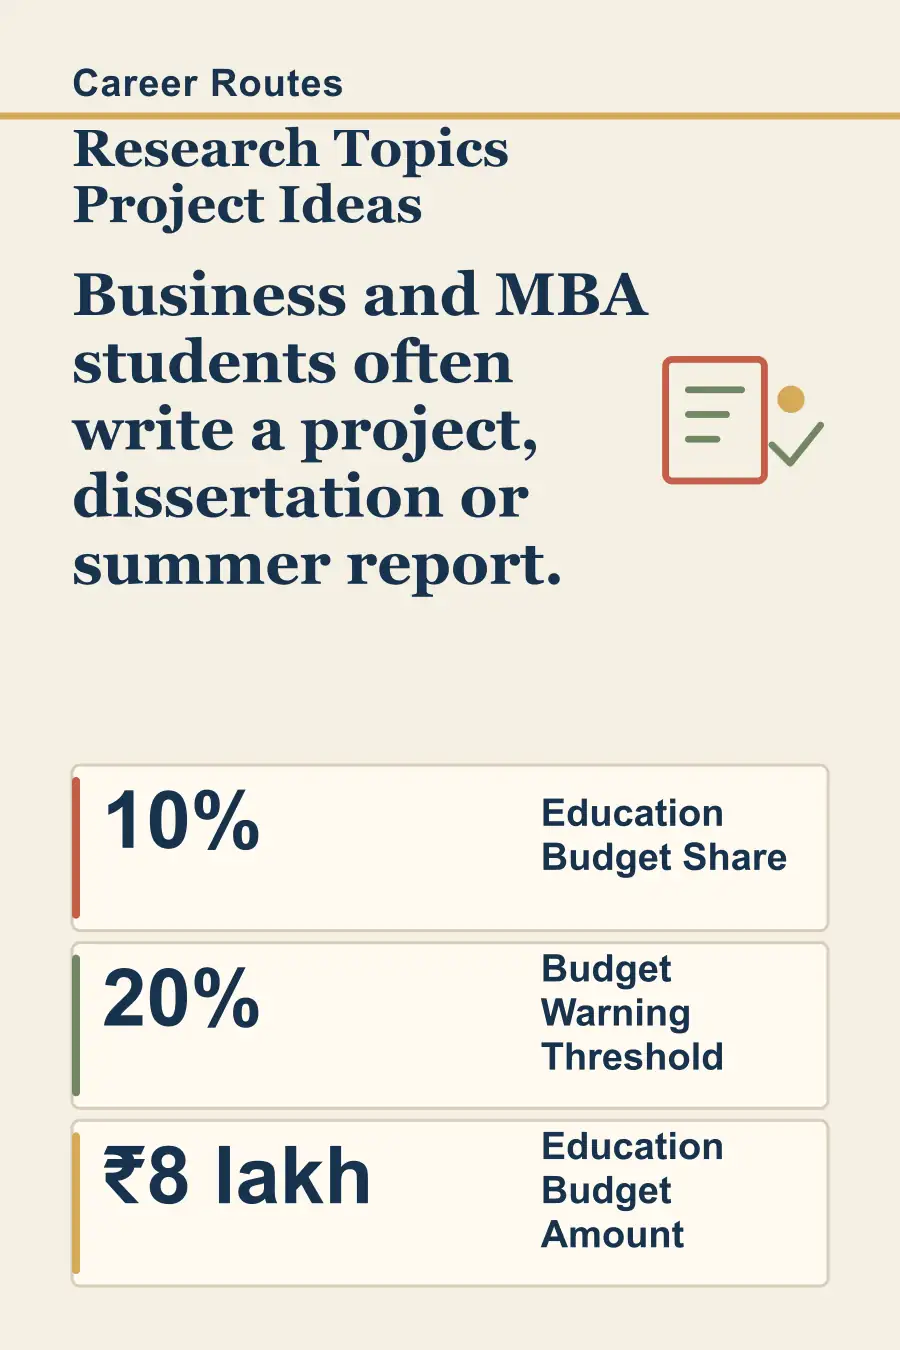 Career Routes
Research Topics
Project Ideas
Business and MBA
students often
write a project,
dissertation or
summer report.
10%
Education
Budget Share
20%
Budget
Warning
Threshold
₹8 lakh
Education
Budget
Amount